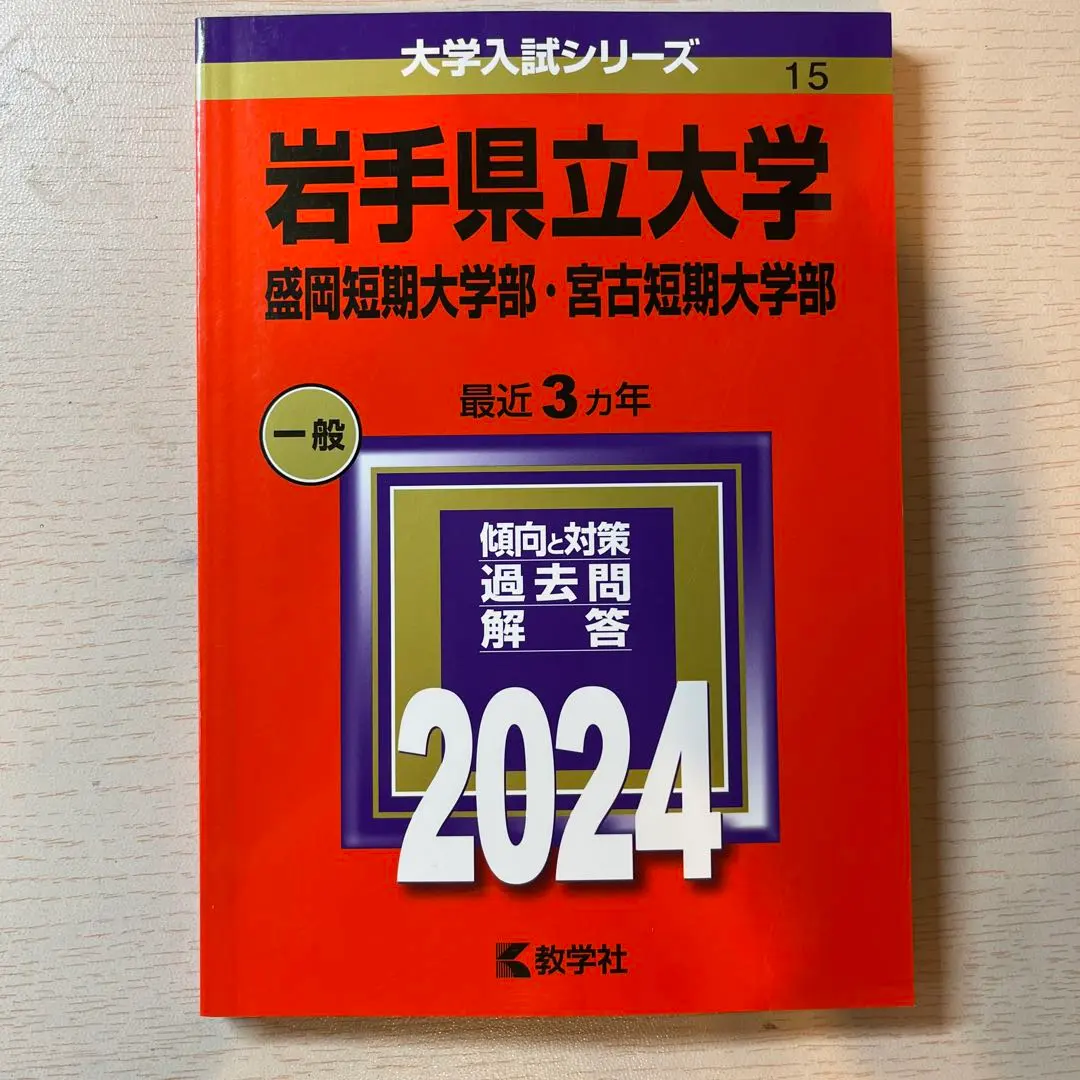 大学入試シリーズ
15
岩手県立大学
盛岡短期大学部・宮古短期大学部
最近3ヵ年
一般
傾向と対策
過去問
解答
2024
教学社